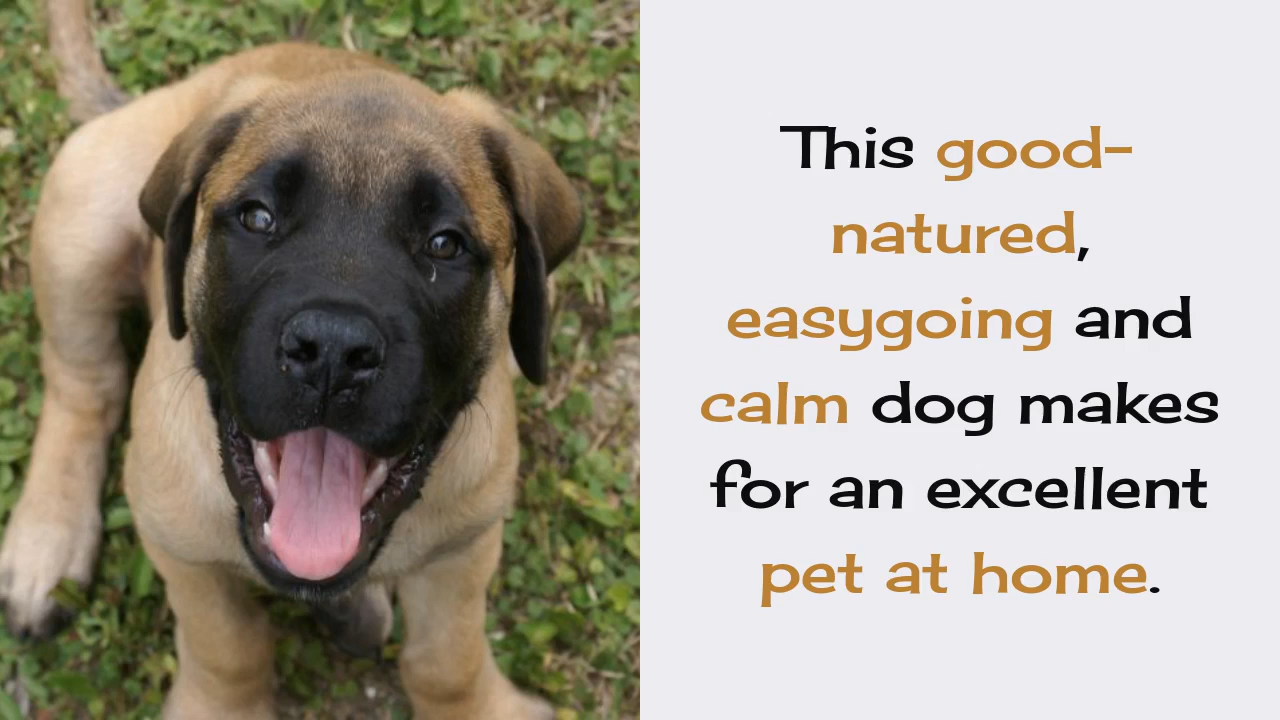 This good-
natured,
easygoing and
calm dog makes
for an excellent
pet at home.